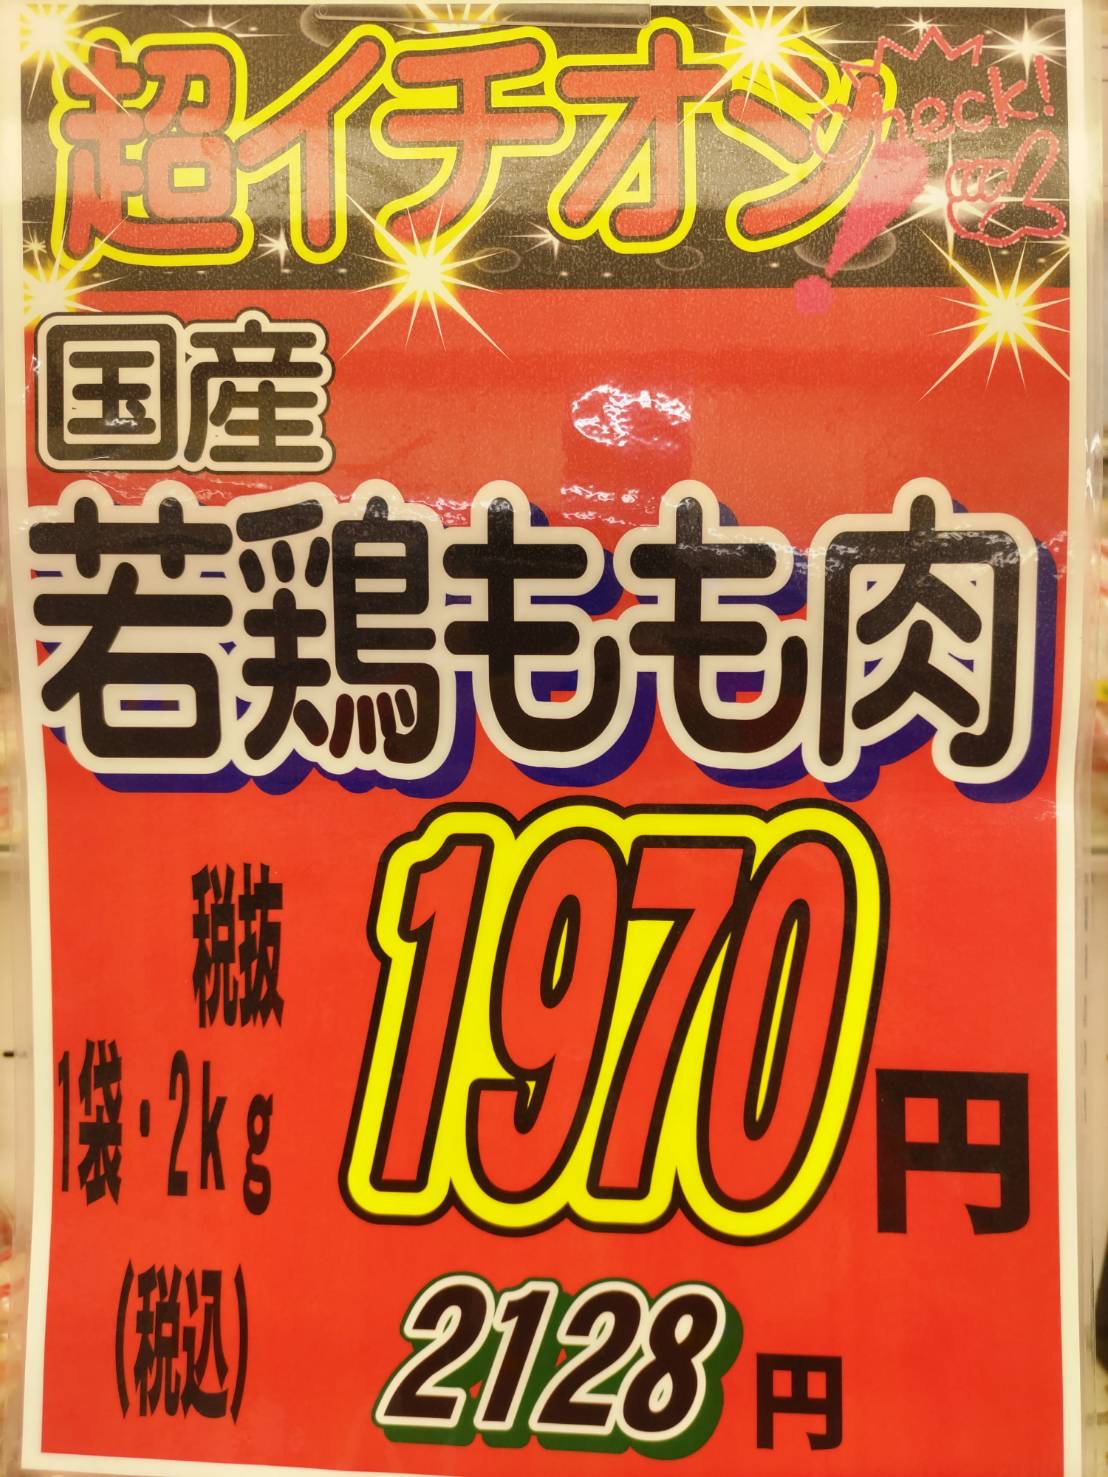 超イチオシ!
check!
国産
若鶏もも肉
税抜
1袋・2kg
1970円
(税込)
2128円